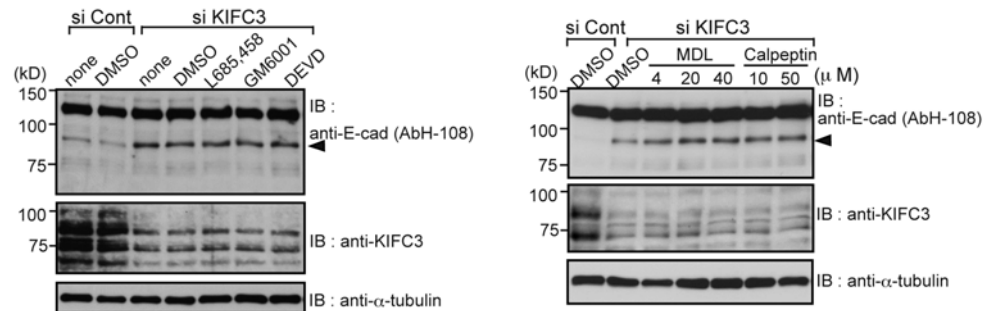 si Cont si KIFC3
none DMSO none DMSO L685,458 GM6001 DEVD
(kD)
150
100
75
IB :
anti-E-cad (AbH-108)
100
75
IB : anti-KIFC3
IB : anti-α-tubulin
si Cont si KIFC3
DMSO DMSO MDL Calpeptin
4 20 40 10 50 (μ M)
(kD)
150
100
75
IB :
anti-E-cad (AbH-108)
100
75
IB : anti-KIFC3
IB : anti-α-tubulin